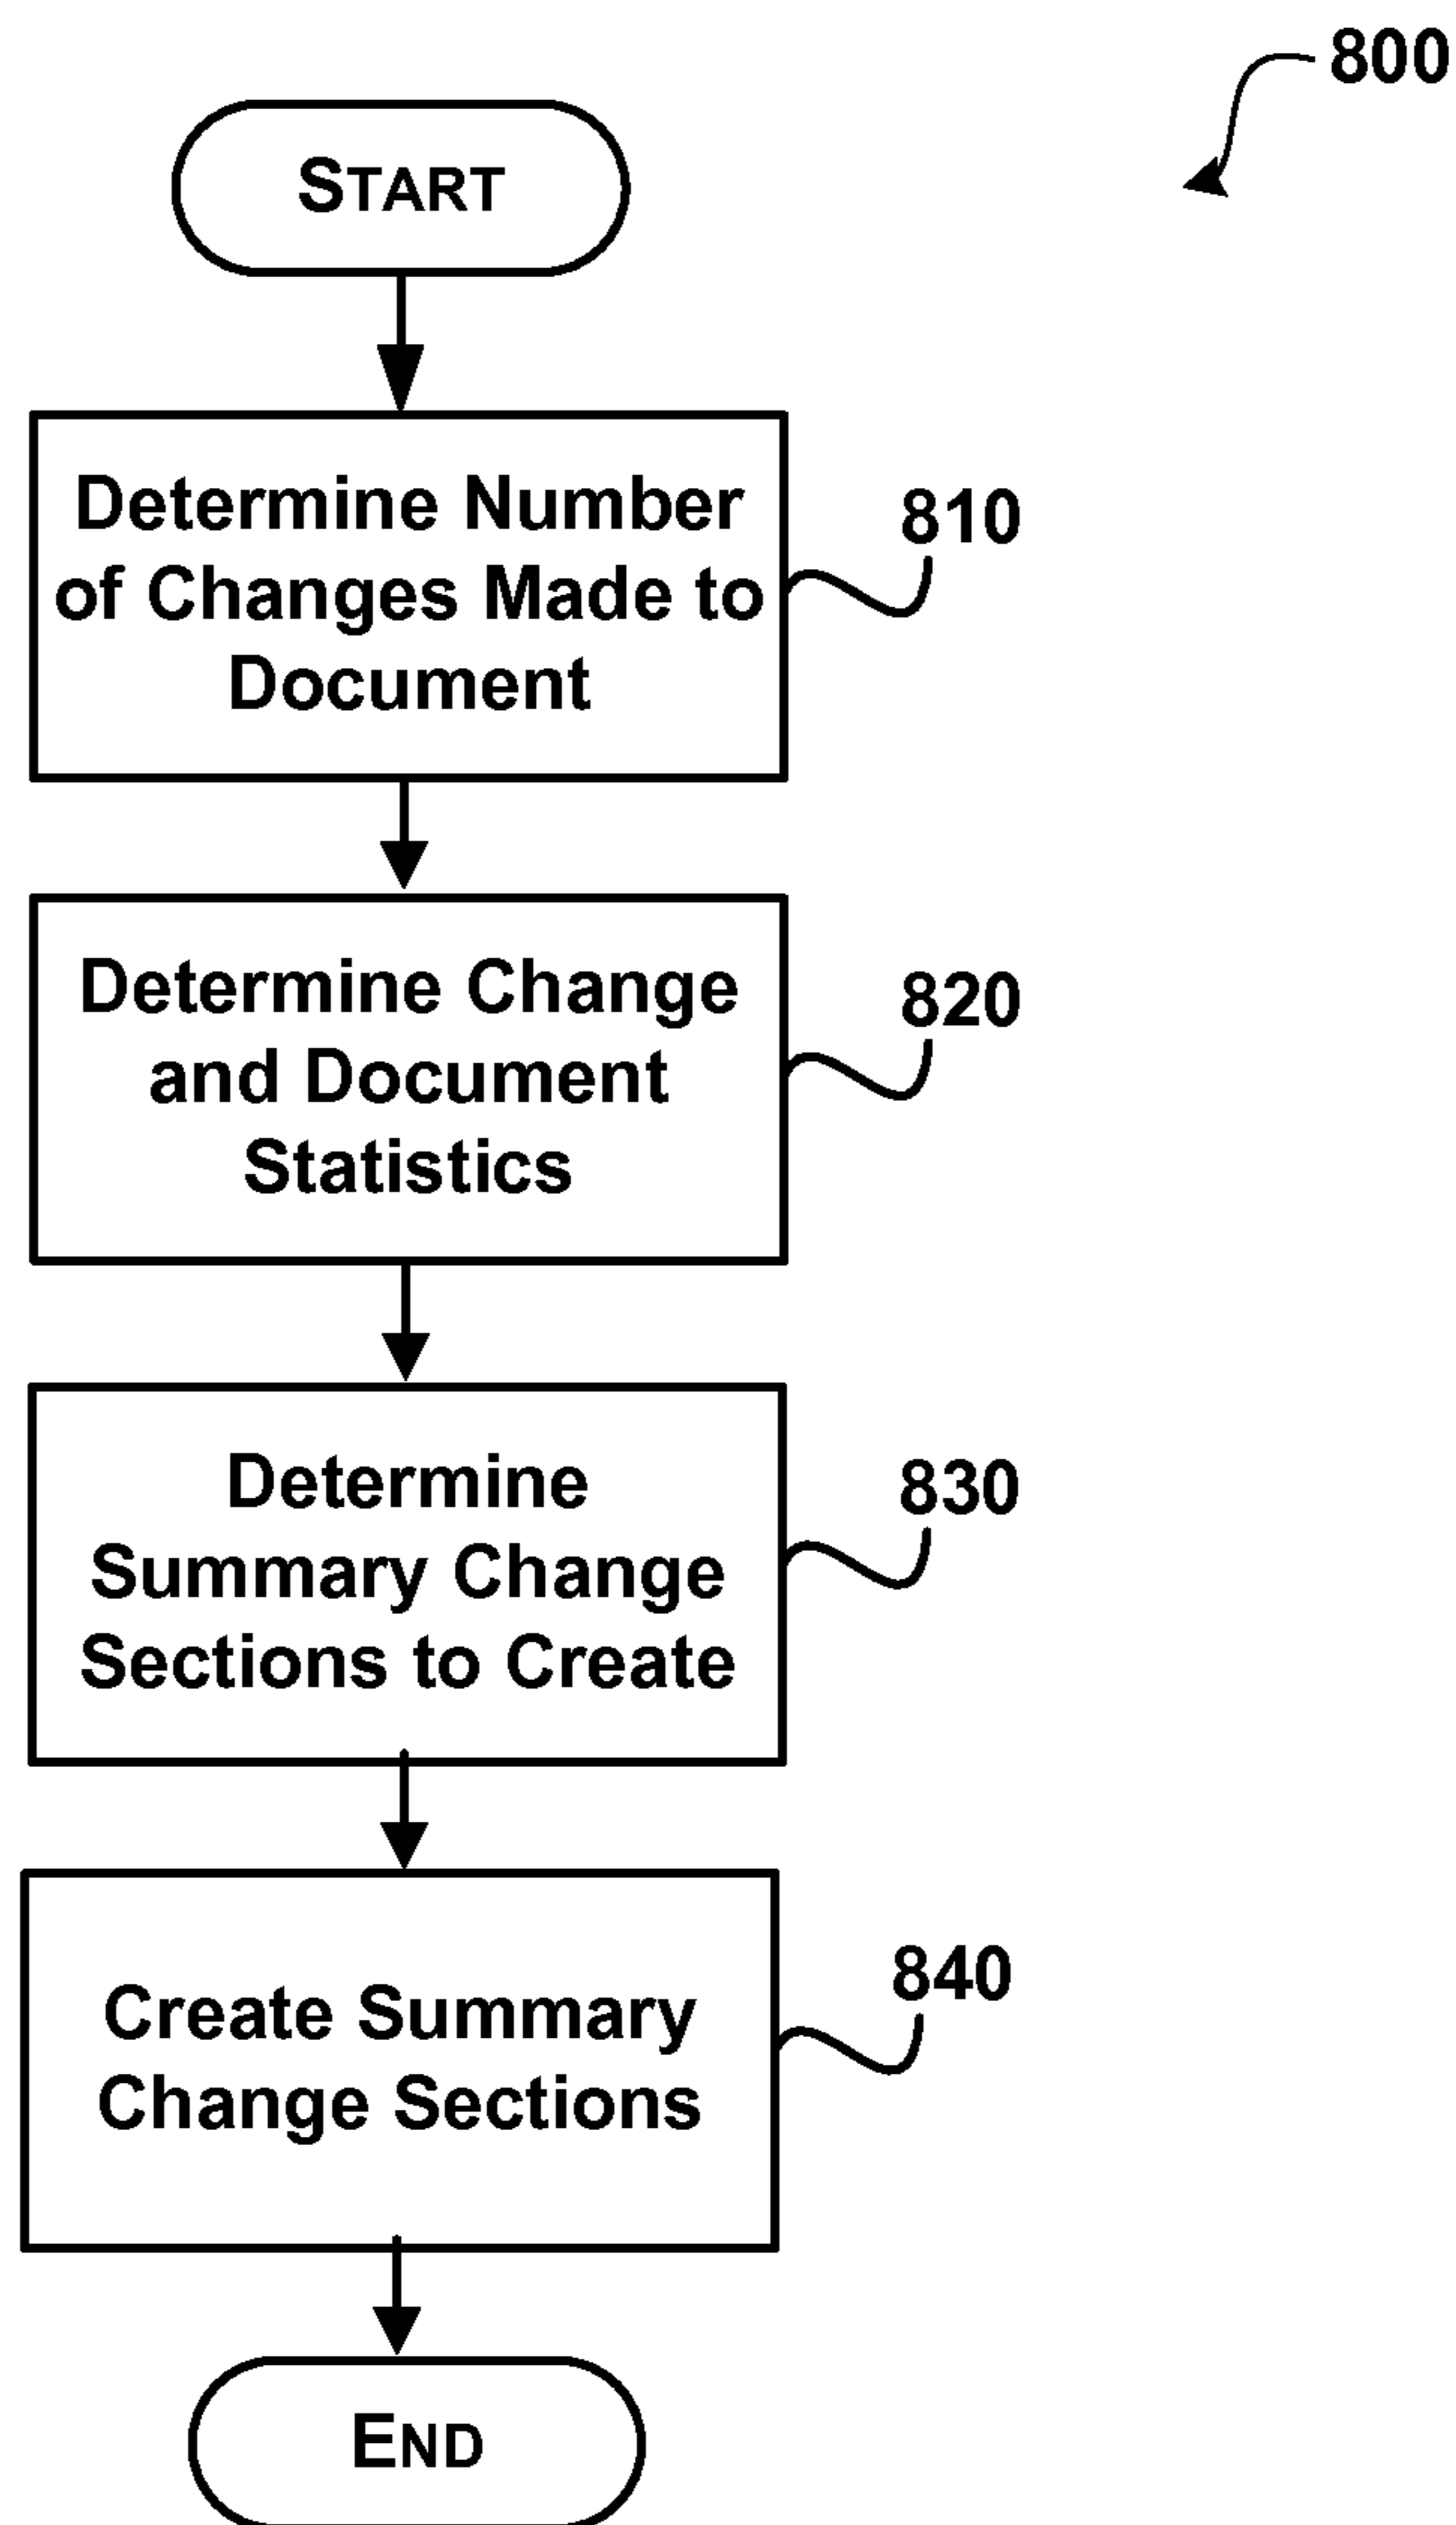 800
START
Determine Number
of Changes Made to
Document
810
Determine Change
and Document
Statistics
820
Determine
Summary Change
Sections to Create
830
Create Summary
Change Sections
840
END